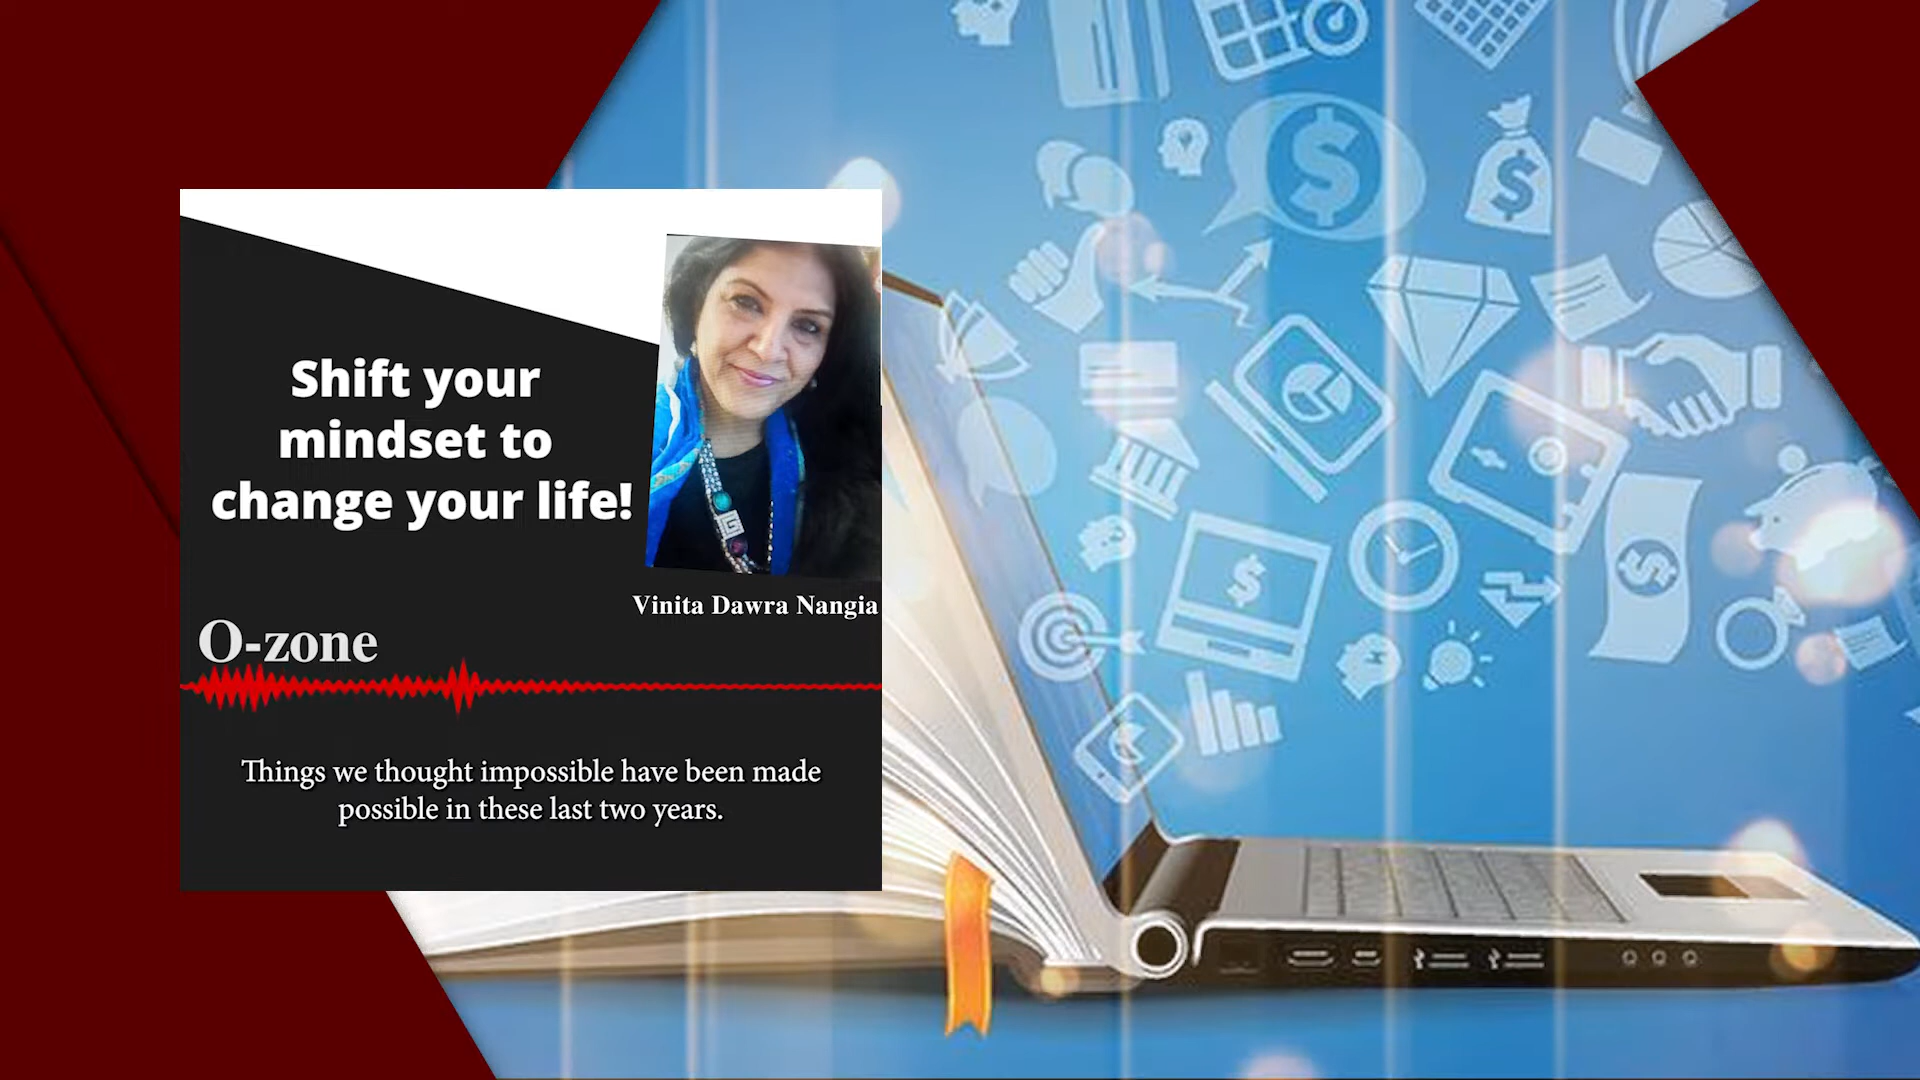 Shift your
mindset to
change your life!
Vinita Dawra Nangia
O-zone
Things we thought impossible have been made
possible in these last two years.